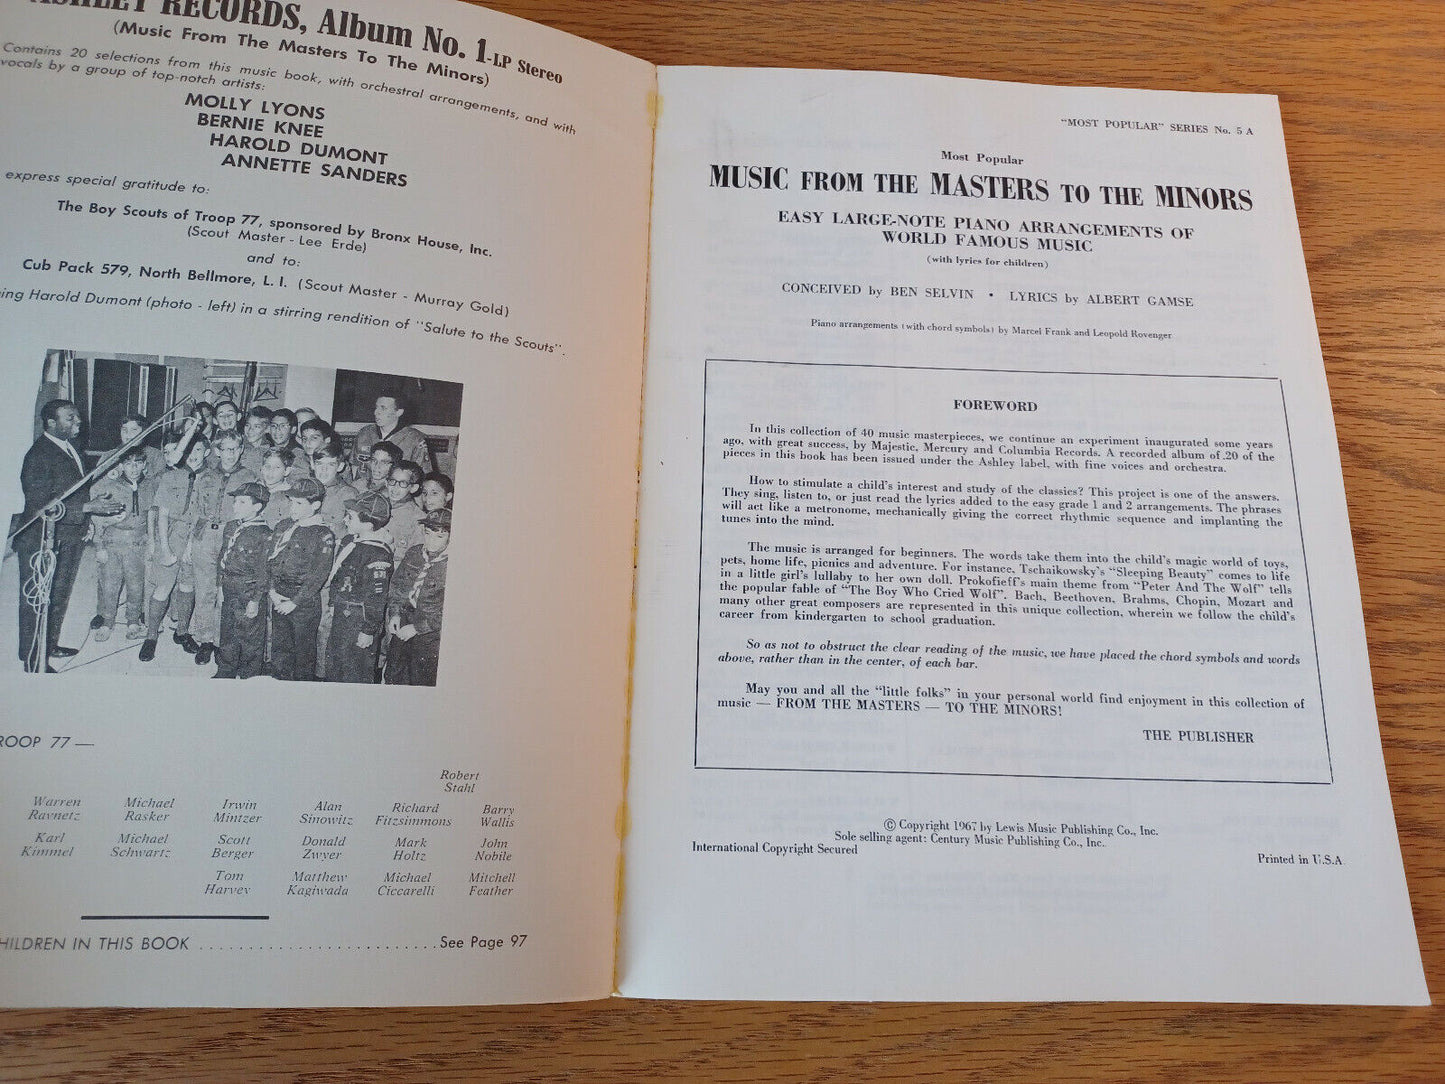 ASHLEY RECORDS, Album No. 1-LP Stereo
(Music From The Masters To The Minors)
Contains 20 selections from this music book, with orchestral arrangements, and with
vocals by a group of top-notch artists:
MOLLY LYONS
BERNIE KNEE
HAROLD DUMONT
ANNETTE SANDERS
express special gratitude to:
The Boy Scouts of Troop 77, sponsored by Bronx House, Inc.
(Scout Master - Lee Erde)
and to:
Cub Pack 579, North Bellmore, L. I. (Scout Master - Murray Gold)
ing Harold Dumont (photo - left) in a stirring rendition of "Salute to the Scouts".
ROOP 77 —
Robert
Stahl
Warren Michael Irwin Alan Richard Barry
Ravnetz Rasker Mintzer Sinowitz Fitzsimmons Wallis
Karl Michael Scott Donald Mark John
Kimmel Schwartz Berger Zwyer Holtz Nobile
Tom Matthew Michael Mitchell
Harvey Kagiwada Ciccarelli Feather
HILDREN IN THIS BOOK ........................ See Page 97
"MOST POPULAR" SERIES No. 5 A
Most Popular
MUSIC FROM THE MASTERS TO THE MINORS
EASY LARGE-NOTE PIANO ARRANGEMENTS OF
WORLD FAMOUS MUSIC
(with lyrics for children)
CONCEIVED by BEN SELVIN • LYRICS by ALBERT GAMSE
Piano arrangements (with chord symbols) by Marcel Frank and Leopold Rovenger
FOREWORD
In this collection of 40 music masterpieces, we continue an experiment inaugurated some years
ago, with great success, by Majestic, Mercury and Columbia Records. A recorded album of 20 of the
pieces in this book has been issued under the Ashley label, with fine voices and orchestra.
How to stimulate a child's interest and study of the classics? This project is one of the answers.
They sing, listen to, or just read the lyrics added to the easy grade 1 and 2 arrangements. The phrases
will act like a metronome, mechanically giving the correct rhythmic sequence and implanting the
tunes into the mind.
The music is arranged for beginners. The words take them into the child's magic world of toys,
pets, home life, picnics and adventure. For instance, Tschaikowsky's "Sleeping Beauty" comes to life
in a little girl's lullaby to her own doll. Prokofieff's main theme from "Peter And The Wolf" tells
the popular fable of "The Boy Who Cried Wolf". Bach, Beethoven, Brahms, Chopin, Mozart and
many other great composers are represented in this unique collection, wherein we follow the child's
career from kindergarten to school graduation.
So as not to obstruct the clear reading of the music, we have placed the chord symbols and words
above, rather than in the center, of each bar.
May you and all the "little folks" in your personal world find enjoyment in this collection of
music — FROM THE MASTERS — TO THE MINORS!
THE PUBLISHER
© Copyright 1967 by Lewis Music Publishing Co., Inc.
Sole selling agent: Century Music Publishing Co., Inc.
International Copyright Secured
Printed in U.S.A.